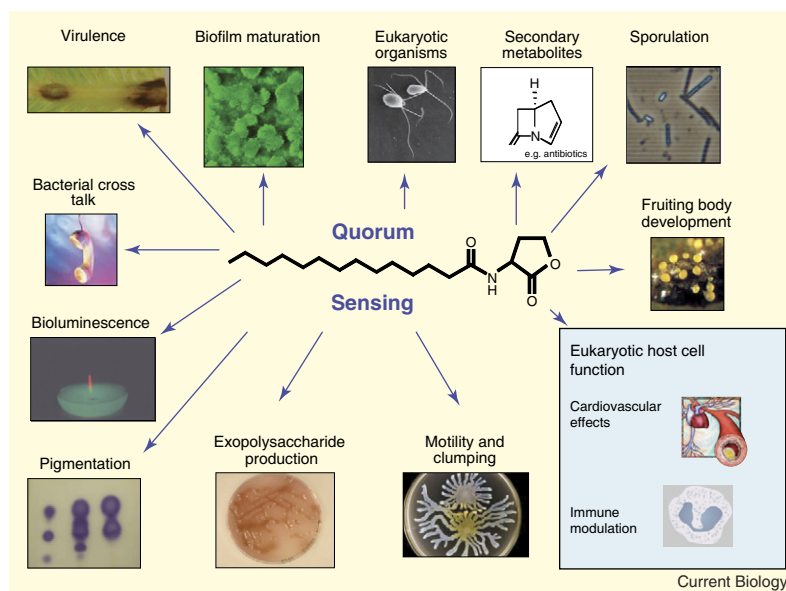 Virulence
Biofilm maturation
Eukaryotic
organisms
Secondary
metabolites
Sporulation
H
N
e.g. antibiotics
Bacterial cross
talk
Fruiting body
development
Quorum
O
N
H
O
O
Sensing
Bioluminescence
Eukaryotic host cell
function
Cardiovascular
effects
Pigmentation
Exopolysaccharide
production
Motility and
clumping
Immune
modulation
Current Biology